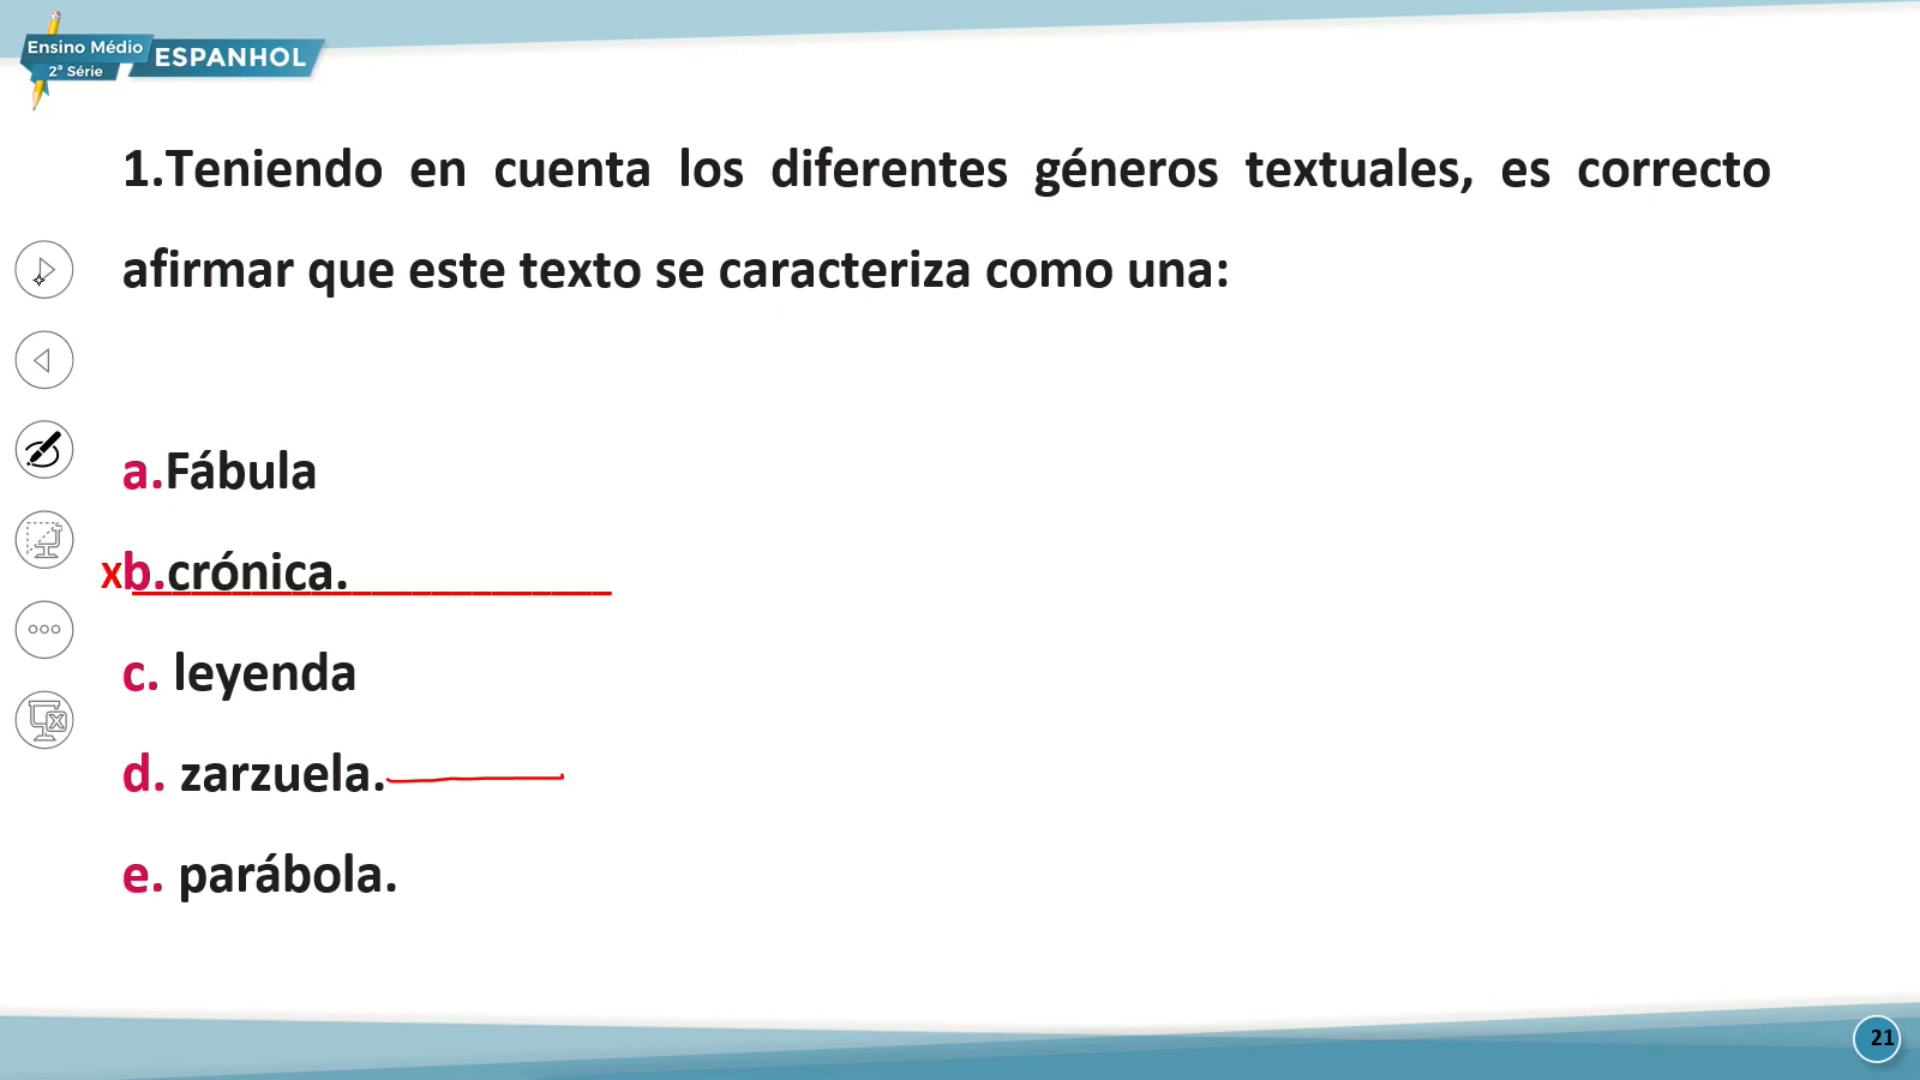 Ensino Médio
2ª Série
ESPANHOL
1.Teniendo en cuenta los diferentes géneros textuales, es correcto
afirmar que este texto se caracteriza como una:
a.Fábula
xb.crónica.
c. leyenda
d. zarzuela.
e. parábola.
21